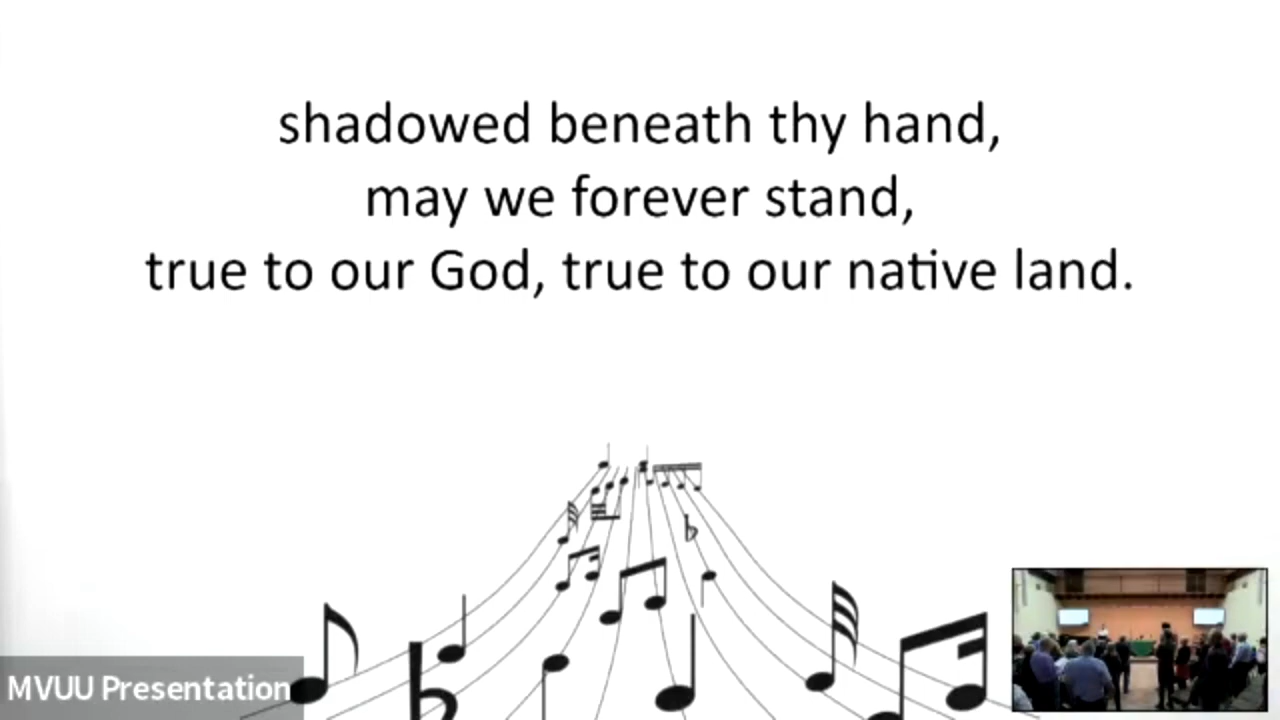 shadowed beneath thy hand,
may we forever stand,
true to our God, true to our native land.
MVUU Presentation